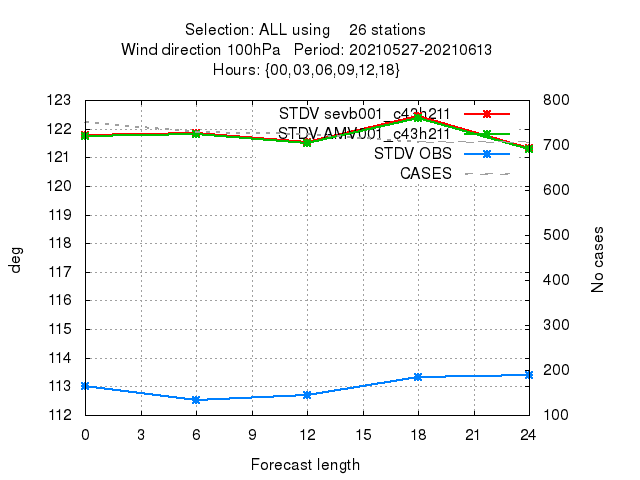 Selection: ALL using 26 stations
Wind direction 100hPa Period: 20210527-20210613
Hours: {00,03,06,09,12,18}
STDV sevb001_c43h211
STDV AMV001_c43h211
STDV OBS
CASES
deg
123
122
121
120
119
118
117
116
115
114
113
112
800
700
600
500
400
300
200
100
No cases
0 3 6 9 12 15 18 21 24
Forecast length